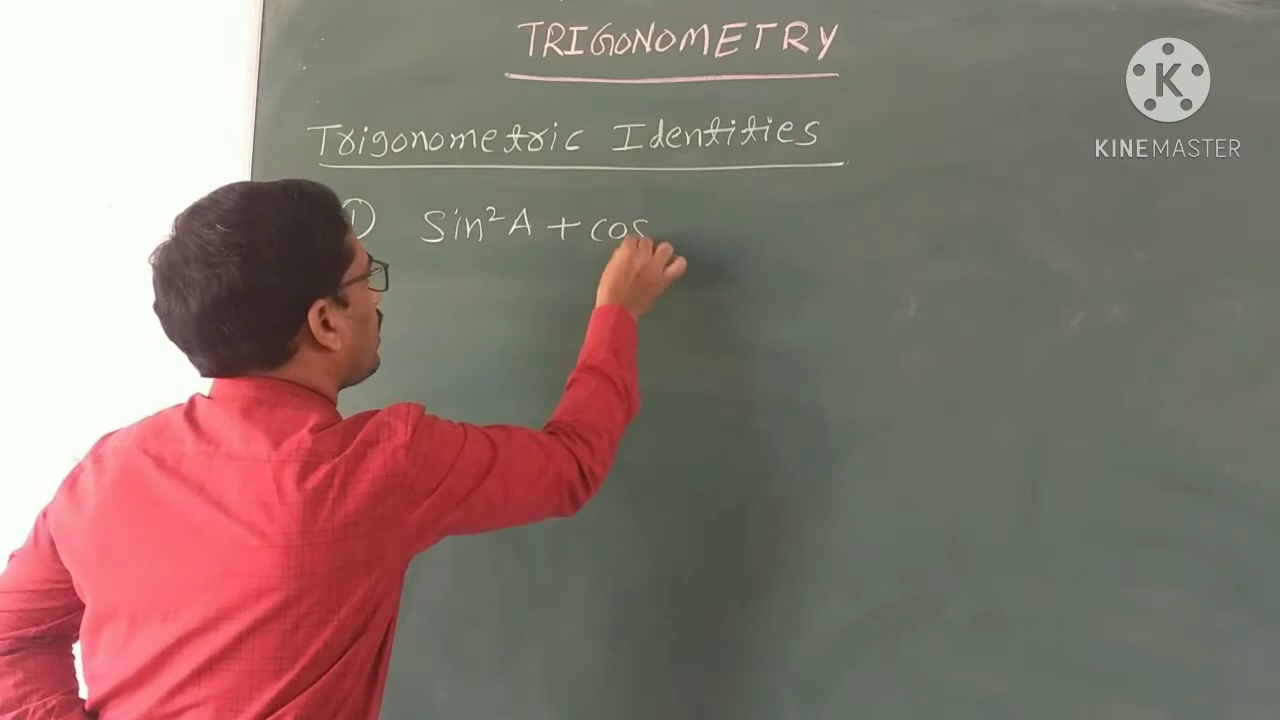 TRIGONOMETRY
Trigonometric Identities
① Sin²A + cos
K
KINEMASTER